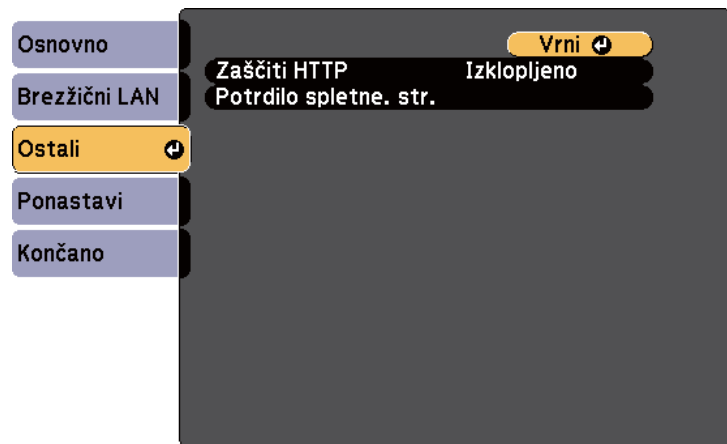 Osnovno
Brezžični LAN
Ostali
Ponastavi
Končano
Vrni
Zaščiti HTTP Izklopljeno
Potrdilo spletne. str.